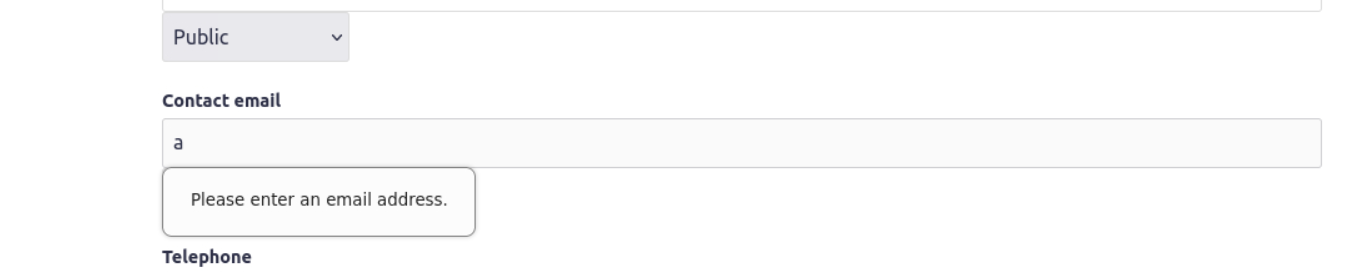 Public
Contact email
a
Please enter an email address.
Telephone